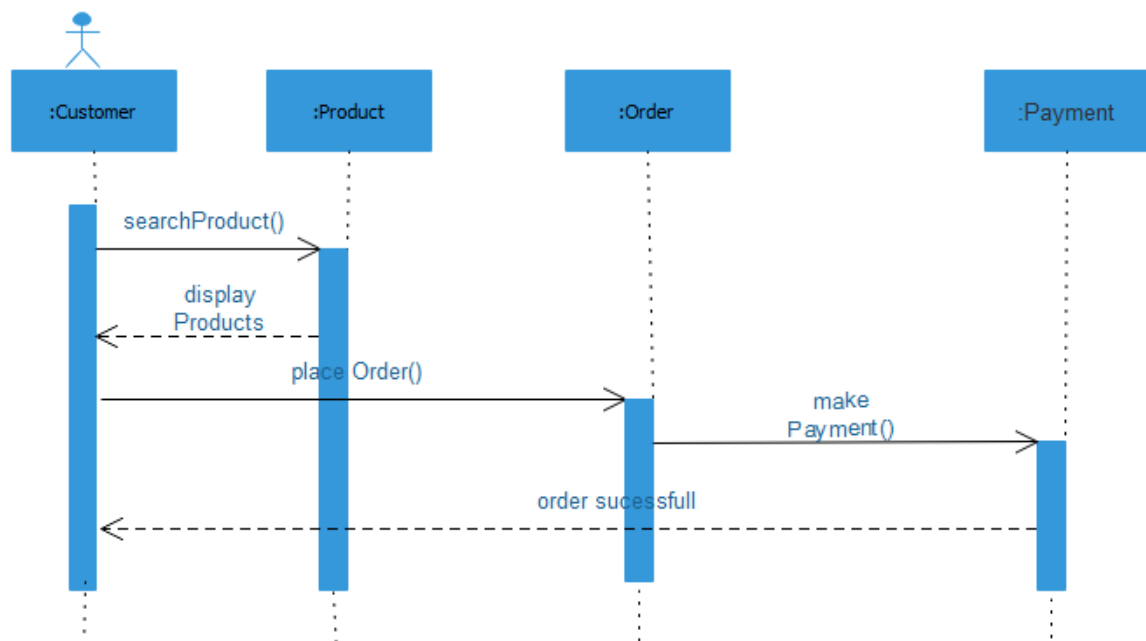 :Customer
:Product
:Order
:Payment
searchProduct()
display
Products
place Order()
make
Payment()
order sucessfull